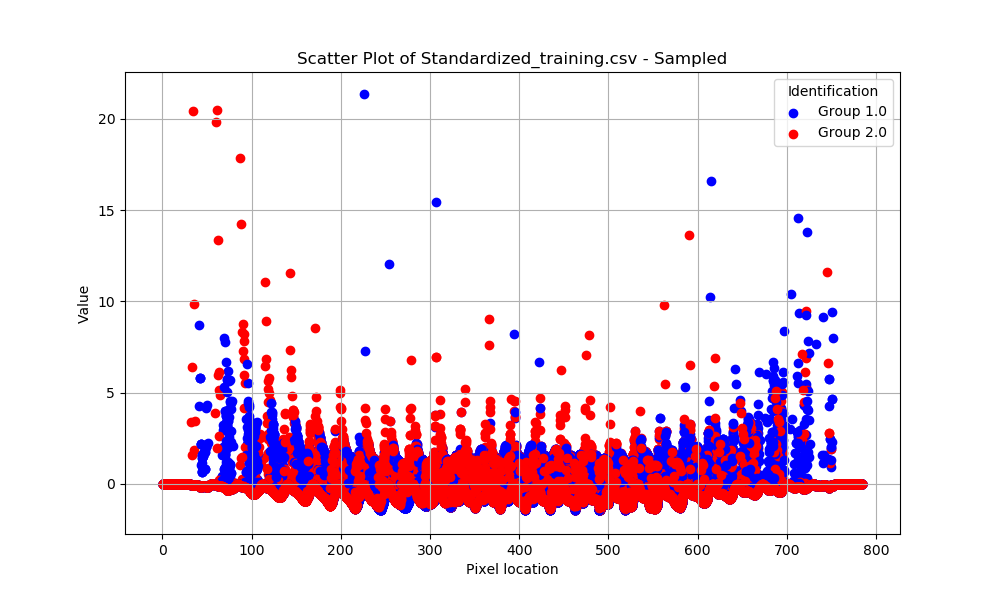 Scatter Plot of Standardized_training.csv - Sampled
Identification
Group 1.0
Group 2.0
20
15
10
5
0
Value
0 100 200 300 400 500 600 700 800
Pixel location